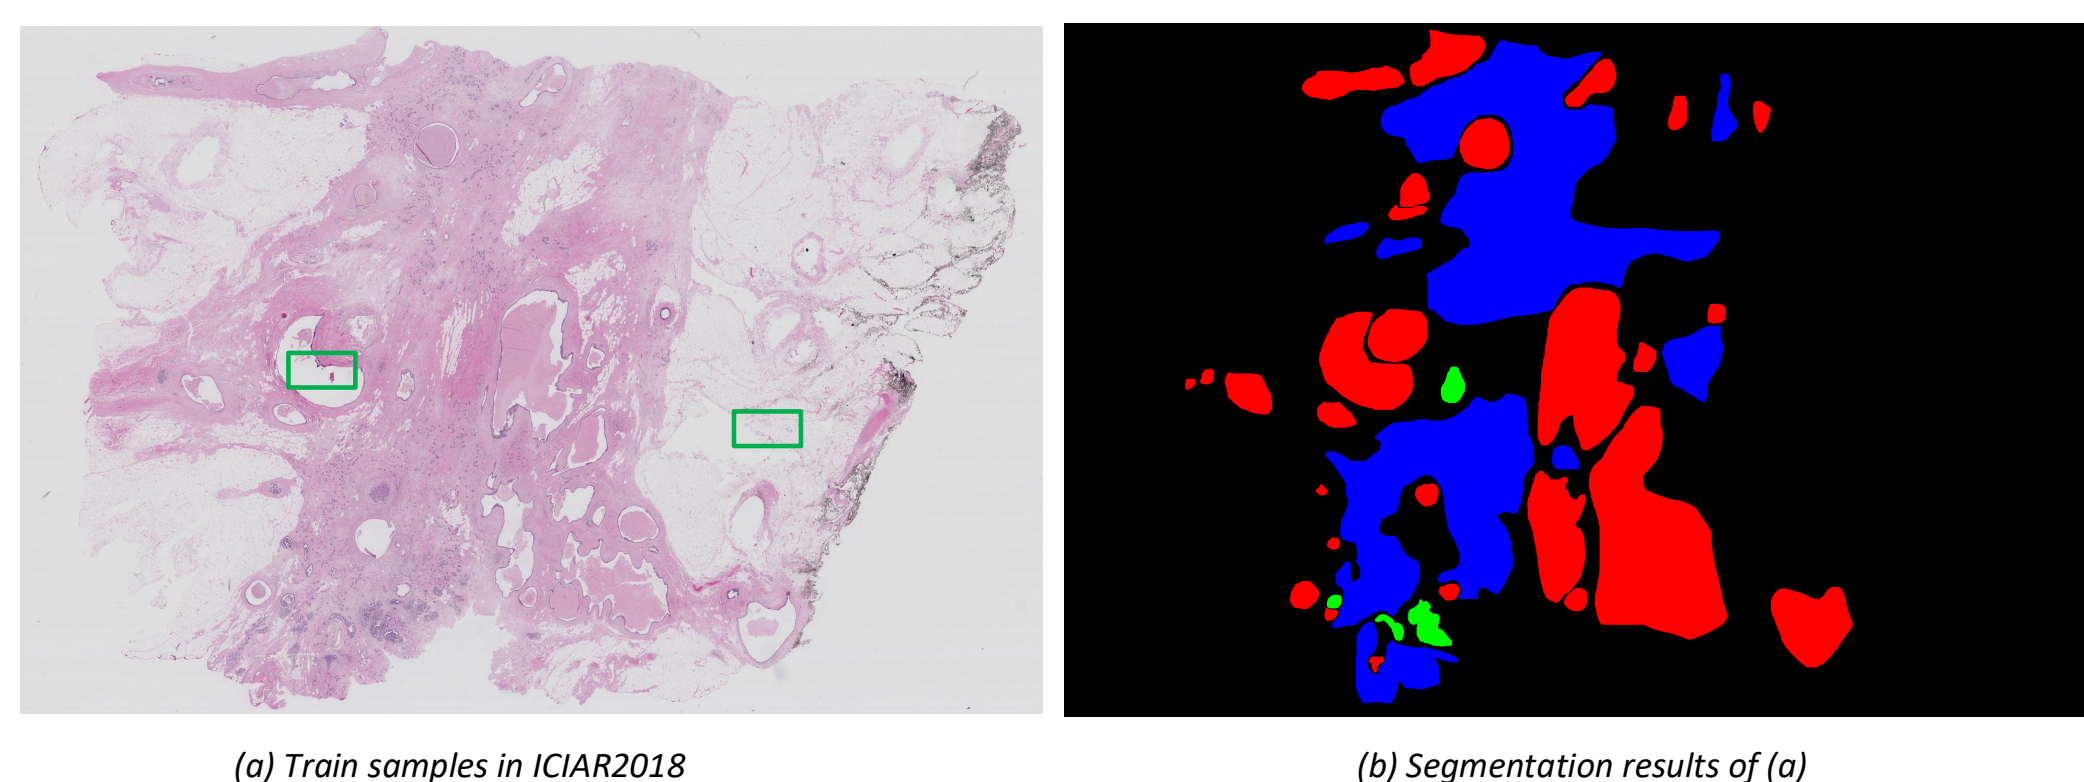 (a) Train samples in ICIAR2018
(b) Segmentation results of (a)